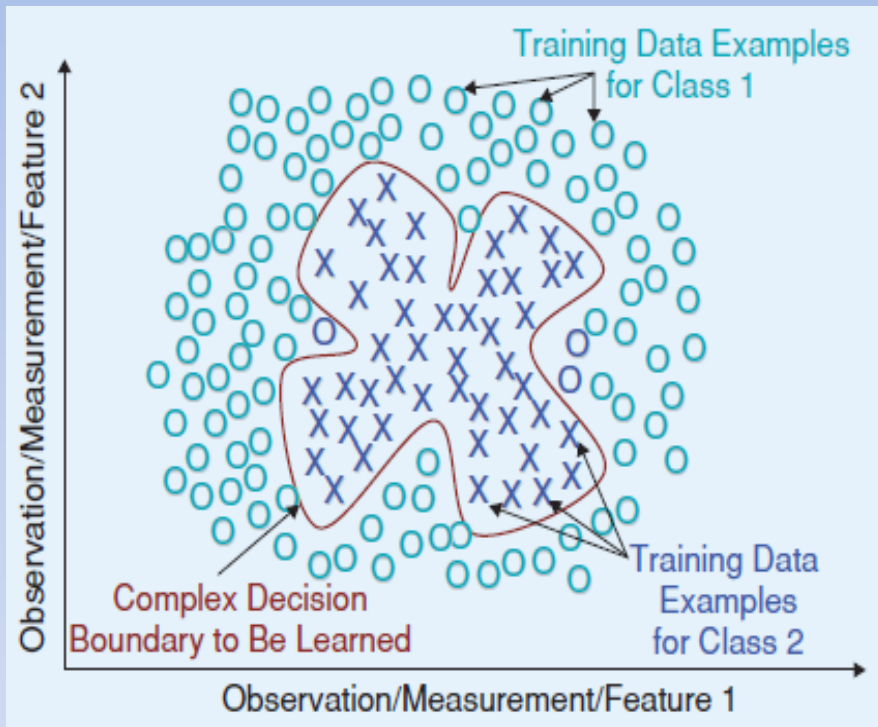 Training Data Examples
for Class 1
Observation/Measurement/Feature 2
Complex Decision
Boundary to Be Learned
Training Data
Examples
for Class 2
Observation/Measurement/Feature 1